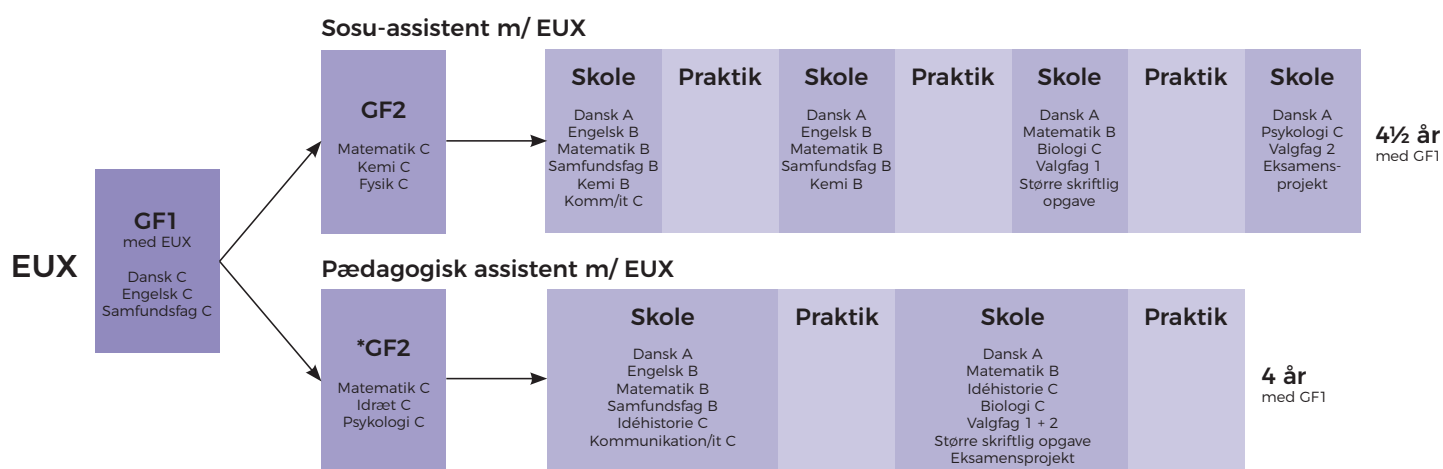 EUX
GF1
med EUX
Dansk C
Engelsk C
Samfundsfag C
Sosu-assistent m/ EUX
GF2
Matematik C
Kemi C
Fysik C
Skole
Dansk A
Engelsk B
Matematik B
Samfundsfag B
Kemi B
Komm/it C
Praktik
Skole
Dansk A
Engelsk B
Matematik B
Samfundsfag B
Kemi B
Praktik
Skole
Dansk A
Matematik B
Biologi C
Valgfag 1
Større skriftlig
opgave
Praktik
Skole
Dansk A
Psykologi C
Valgfag 2
Eksamens-
projekt
4½ år
med GF1
Pædagogisk assistent m/ EUX
*GF2
Matematik C
Idræt C
Psykologi C
Skole
Dansk A
Engelsk B
Matematik B
Samfundsfag B
Idéhistorie C
Kommunikation/it C
Praktik
Skole
Dansk A
Matematik B
Idéhistorie C
Biologi C
Valgfag 1 + 2
Større skriftlig opgave
Eksamensprojekt
Praktik
4 år
med GF1